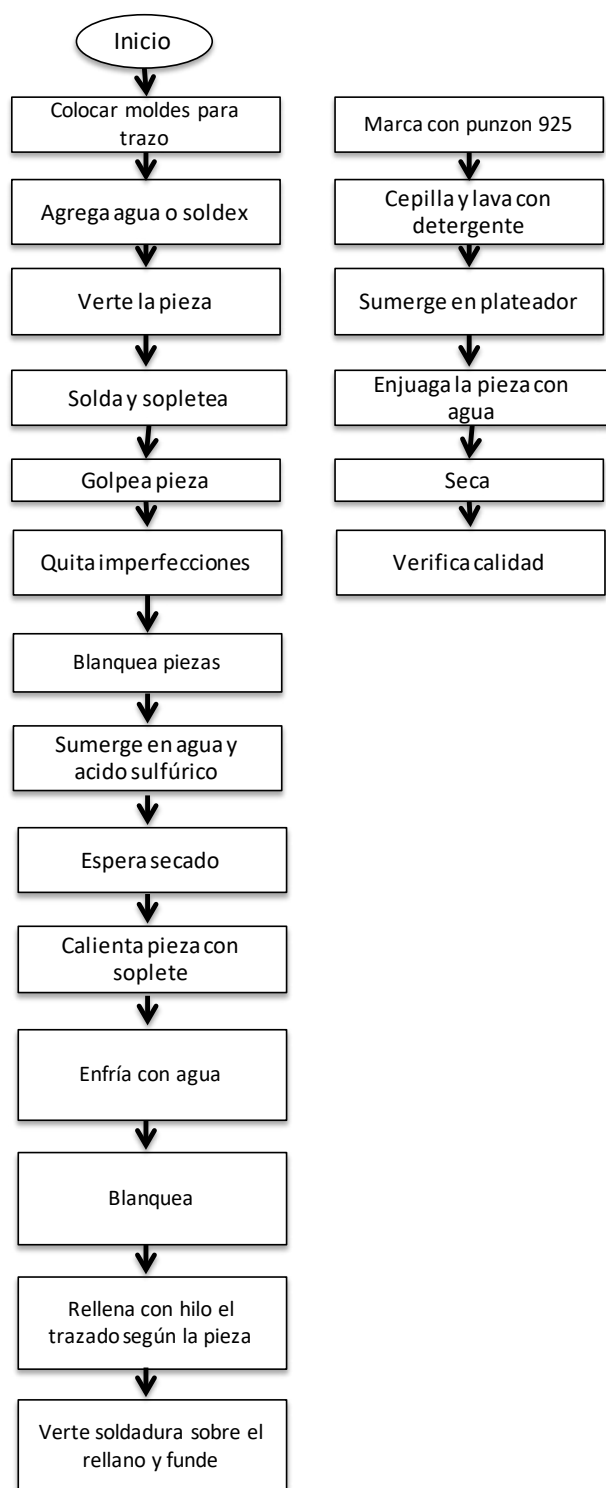 Inicio
Colocar moldes para
trazo
Agrega agua o soldex
Verte la pieza
Solda y sopletea
Golpea pieza
Quita imperfecciones
Blanquea piezas
Sumerge en agua y
acido sulfúrico
Espera secado
Calienta pieza con
soplete
Enfría con agua
Blanquea
Rellena con hilo el
trazado según la pieza
Verte soldadura sobre el
rellano y funde
Marca con punzon 925
Cepilla y lava con
detergente
Sumerge en plateador
Enjuaga la pieza con
agua
Seca
Verifica calidad